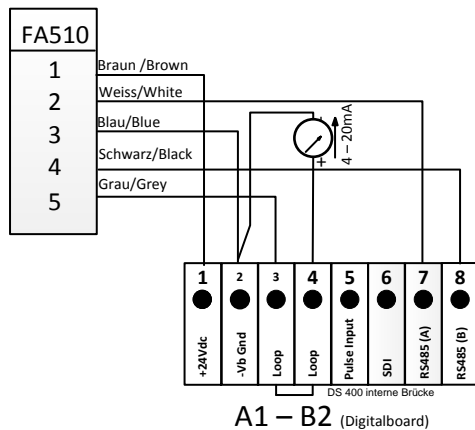 FA510
1 Braun /Brown
2 Weiss/White
3 Blau/Blue
4 Schwarz/Black
5 Grau/Grey
- + 4 – 20mA
1 2 3 4 5 6 7 8
+24Vdc
-Vb Gnd
Loop
Loop
Pulse Input
SDI
RS485 (A)
RS485 (B)
DS 400 interne Brücke
A1 – B2 (Digitalboard)